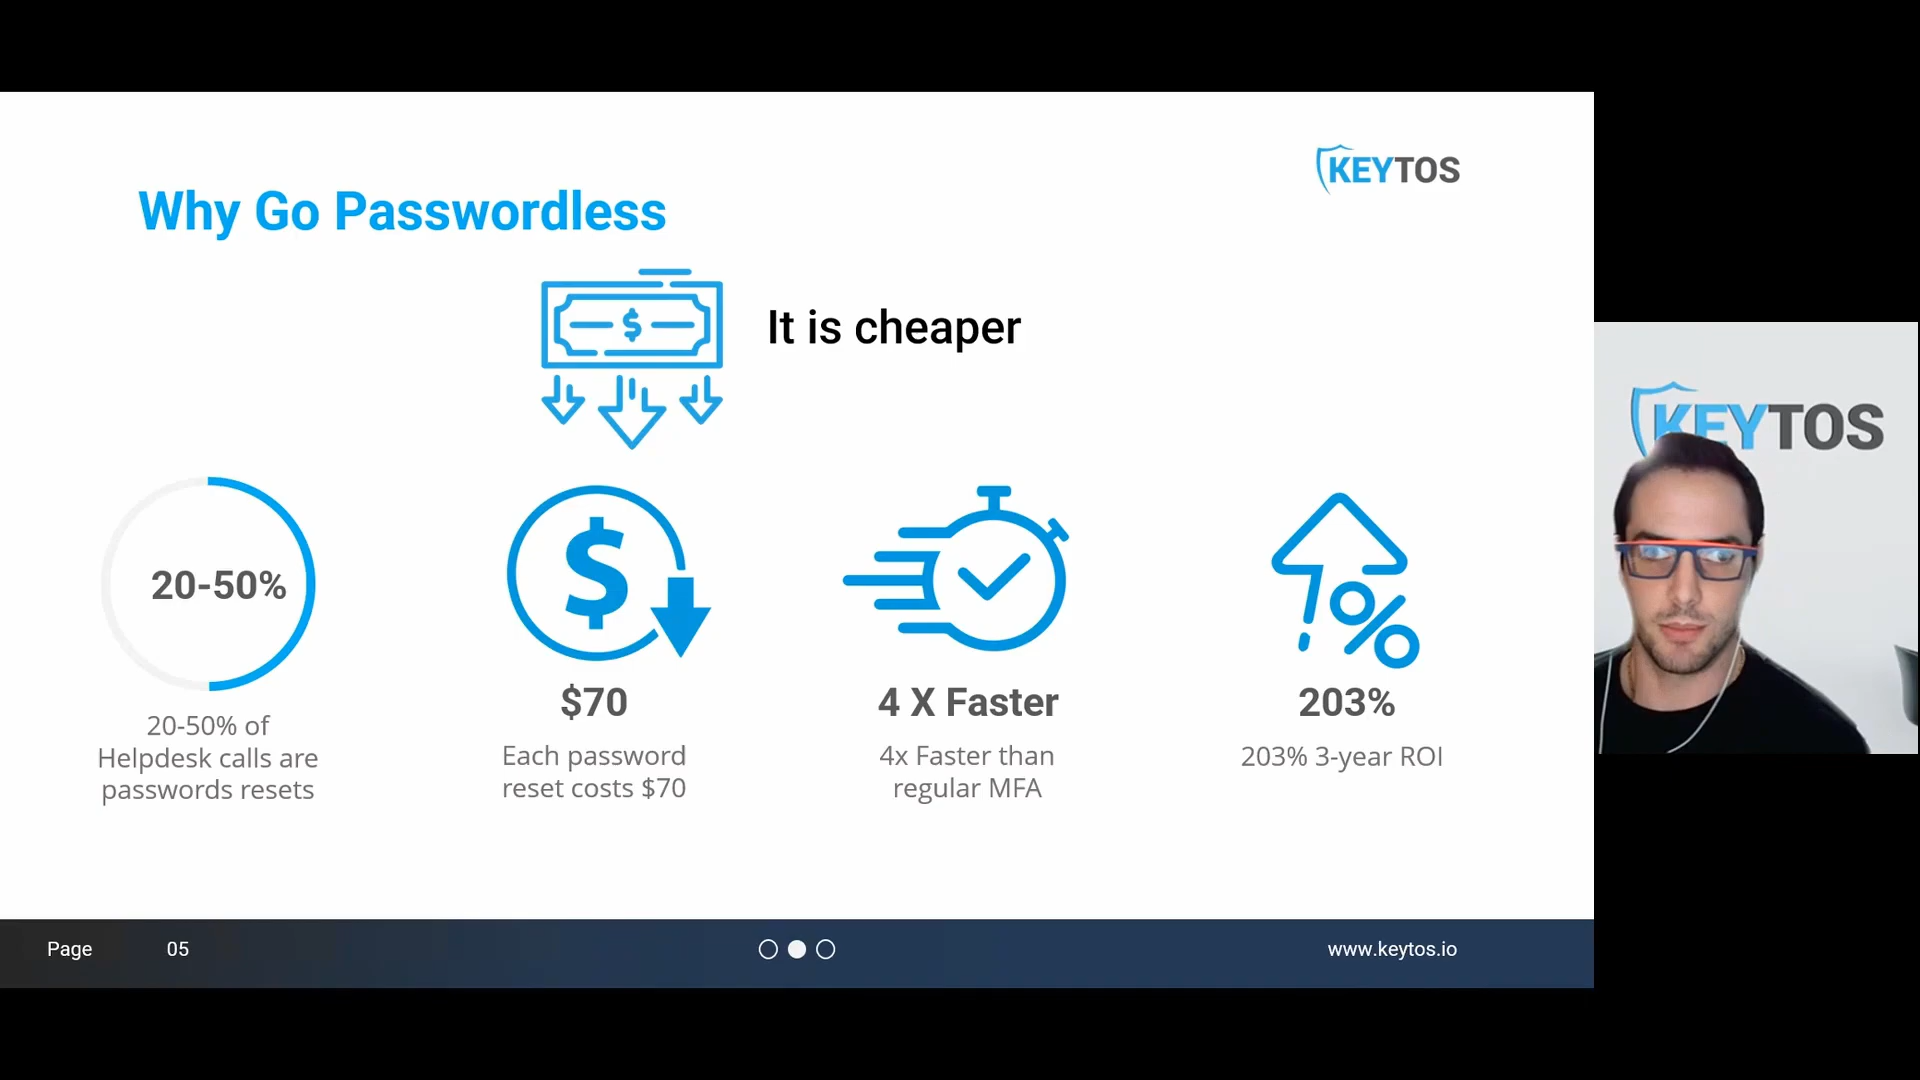 KEYTOS
Why Go Passwordless
$
It is cheaper
20-50%
20-50% of
Helpdesk calls are
passwords resets
$
$70
Each password
reset costs $70
4 X Faster
4x Faster than
regular MFA
%
203%
203% 3-year ROI
KEYTOS
Page 05
www.keytos.io